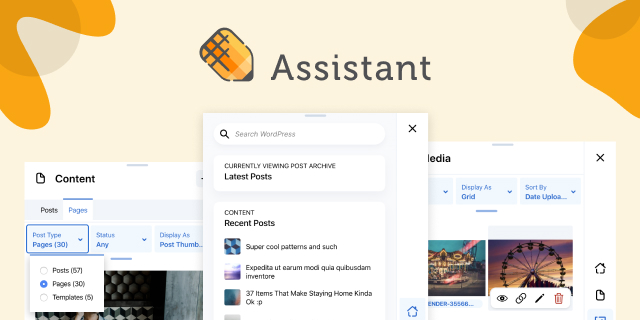 Assistant
Content
Posts Pages
Post Type
Pages (30)
Status
Any
Display As
Post Thumb...
Posts (57)
Pages (30)
Templates (5)
Search WordPress
CURRENTLY VIEWING POST ARCHIVE
Latest Posts
CONTENT
Recent Posts
Super cool patterns and such
Expedita ut earum modi quia quibusdam
inventore
37 Items That Make Staying Home Kinda
Ok :p
ledia
Display As
Grid
Sort By
Date Uploa...
ENDER-35566...